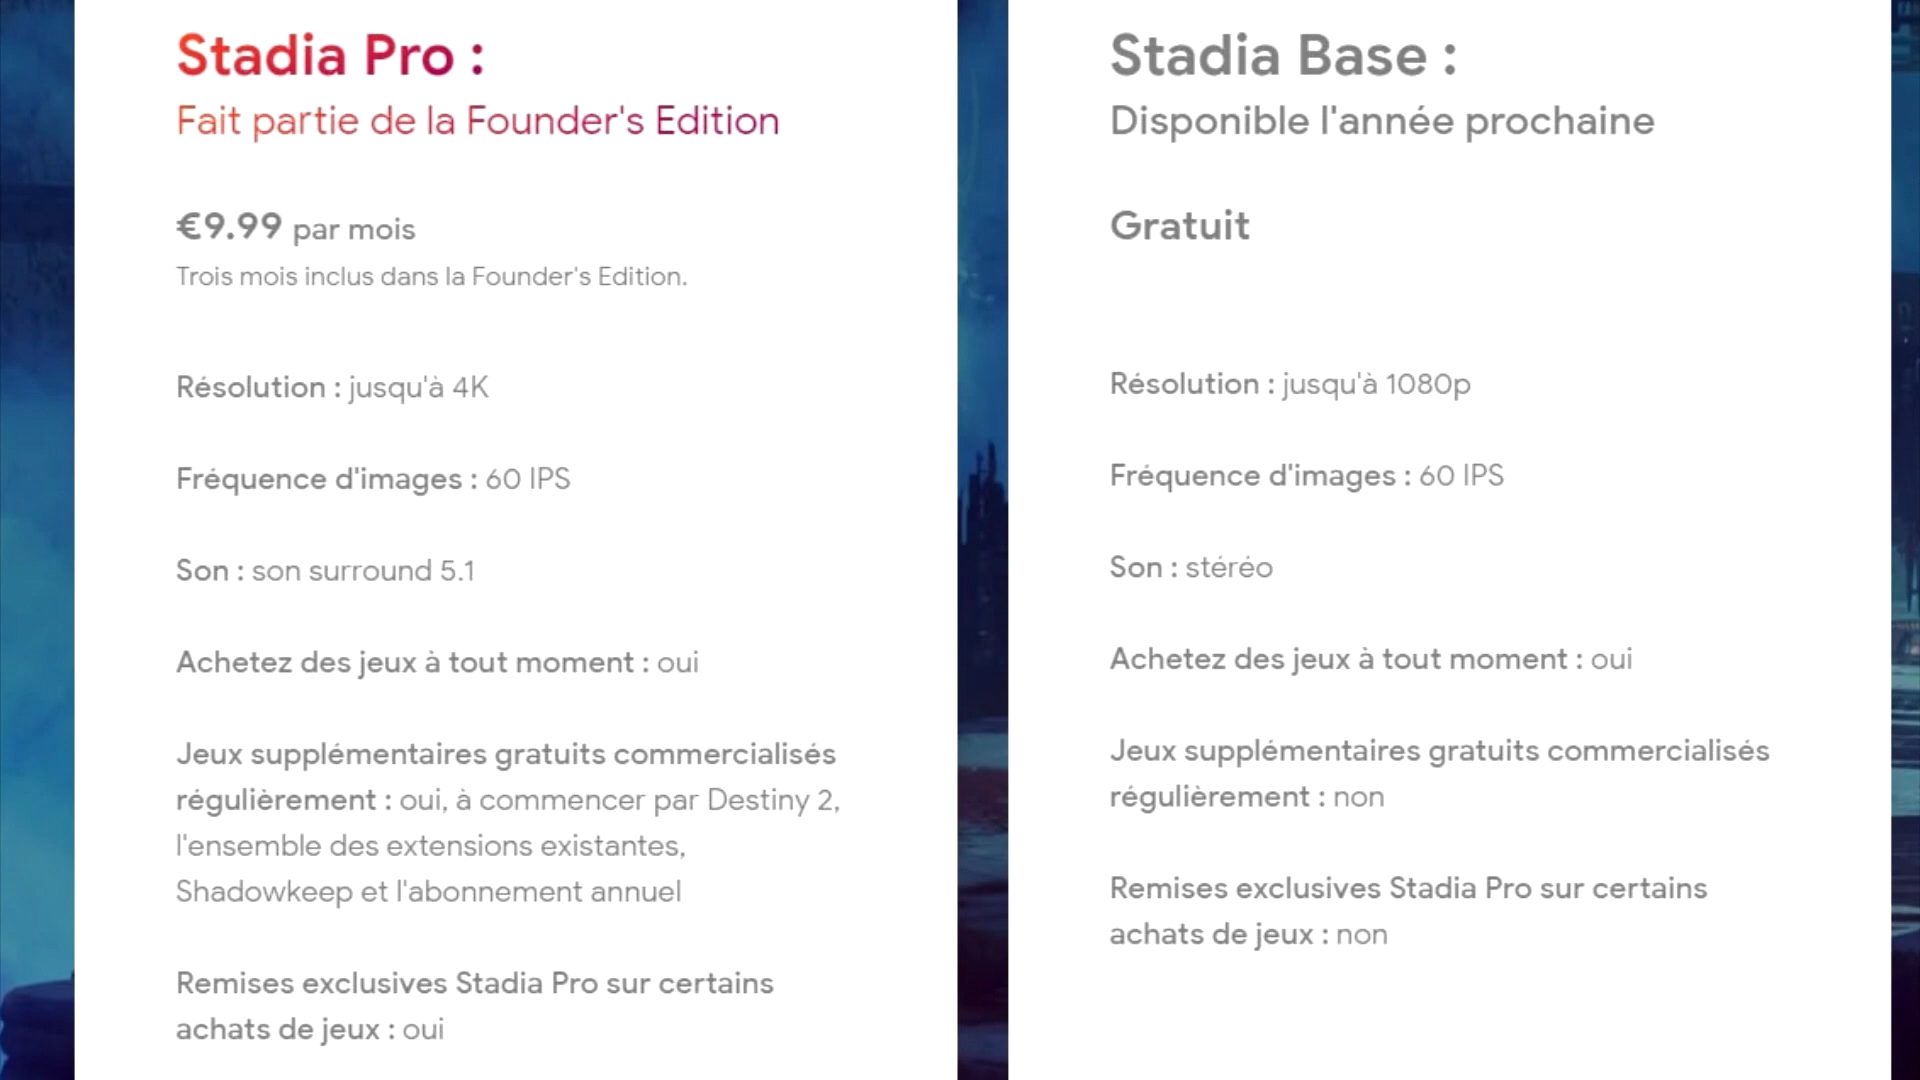 Stadia Pro :
Fait partie de la Founder's Edition
€9.99 par mois
Trois mois inclus dans la Founder's Edition.
Résolution : jusqu'à 4K
Fréquence d'images : 60 IPS
Son : son surround 5.1
Achetez des jeux à tout moment : oui
Jeux supplémentaires gratuits commercialisés
régulièrement : oui, à commencer par Destiny 2,
l'ensemble des extensions existantes,
Shadowkeep et l'abonnement annuel
Remises exclusives Stadia Pro sur certains
achats de jeux : oui
Stadia Base :
Disponible l'année prochaine
Gratuit
Résolution : jusqu'à 1080p
Fréquence d'images : 60 IPS
Son : stéréo
Achetez des jeux à tout moment : oui
Jeux supplémentaires gratuits commercialisés
régulièrement : non
Remises exclusives Stadia Pro sur certains
achats de jeux : non